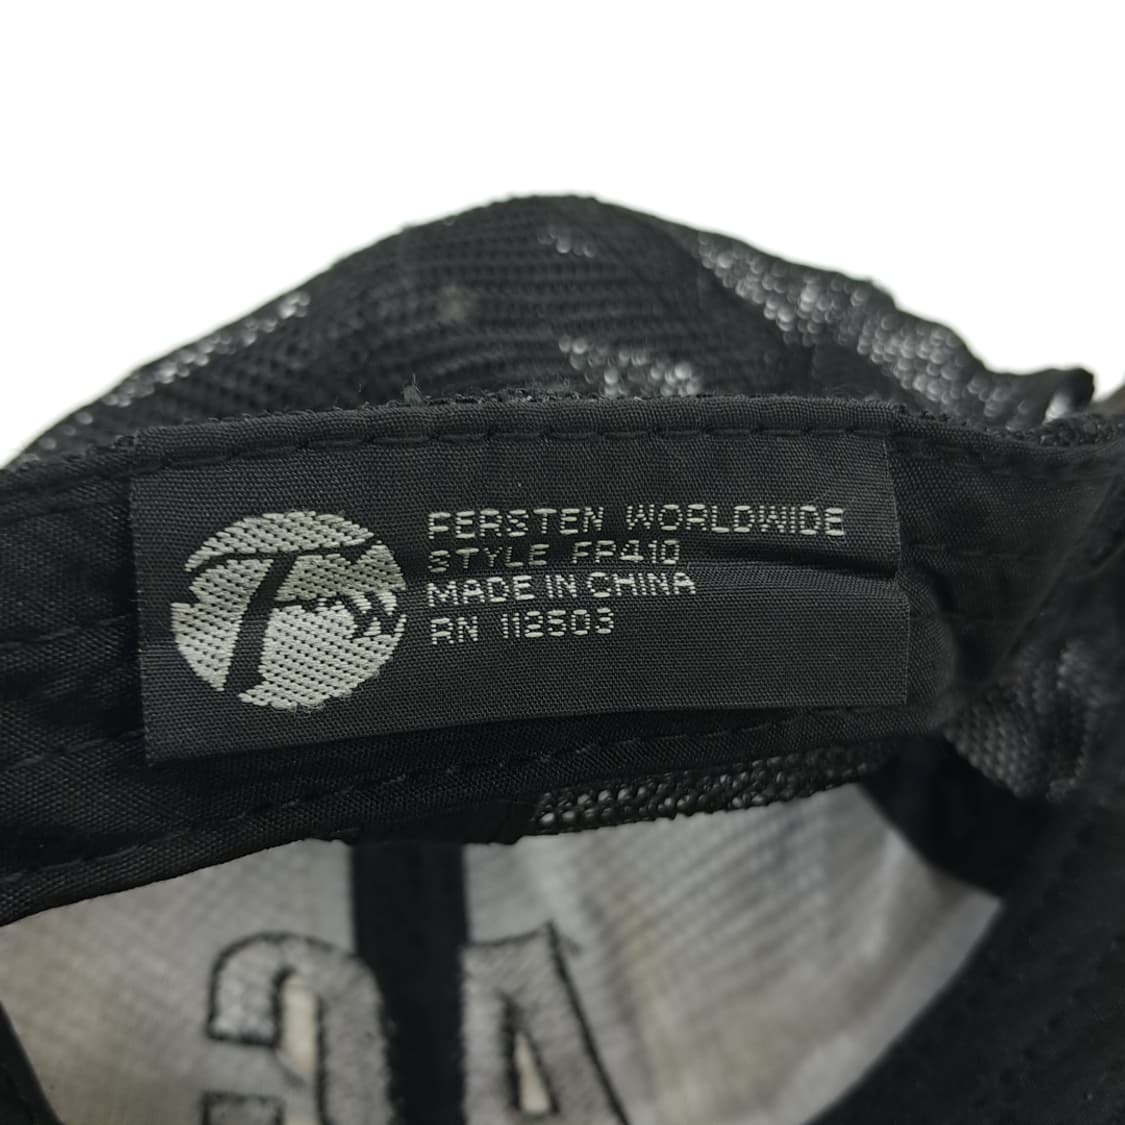 FERSTEN WORLDWIDE
STYLE FP410
MADE IN CHINA
RN 112503